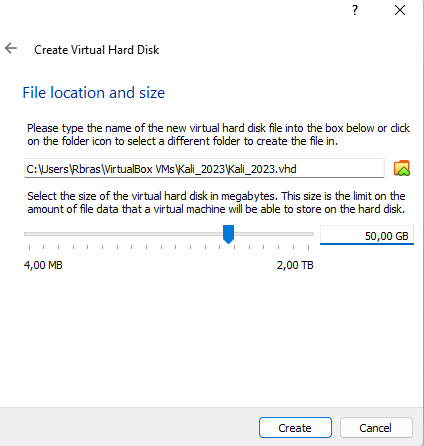 ?
Create Virtual Hard Disk
File location and size
Please type the name of the new virtual hard disk file into the box below or click
on the folder icon to select a different folder to create the file in.
C:\Users\Rbras\VirtualBox VMs\Kali_2023\Kali_2023.vhd
Select the size of the virtual hard disk in megabytes. This size is the limit on the
amount of file data that a virtual machine will be able to store on the hard disk.
50,00 GB
4,00 MB 2,00 TB
Create Cancel